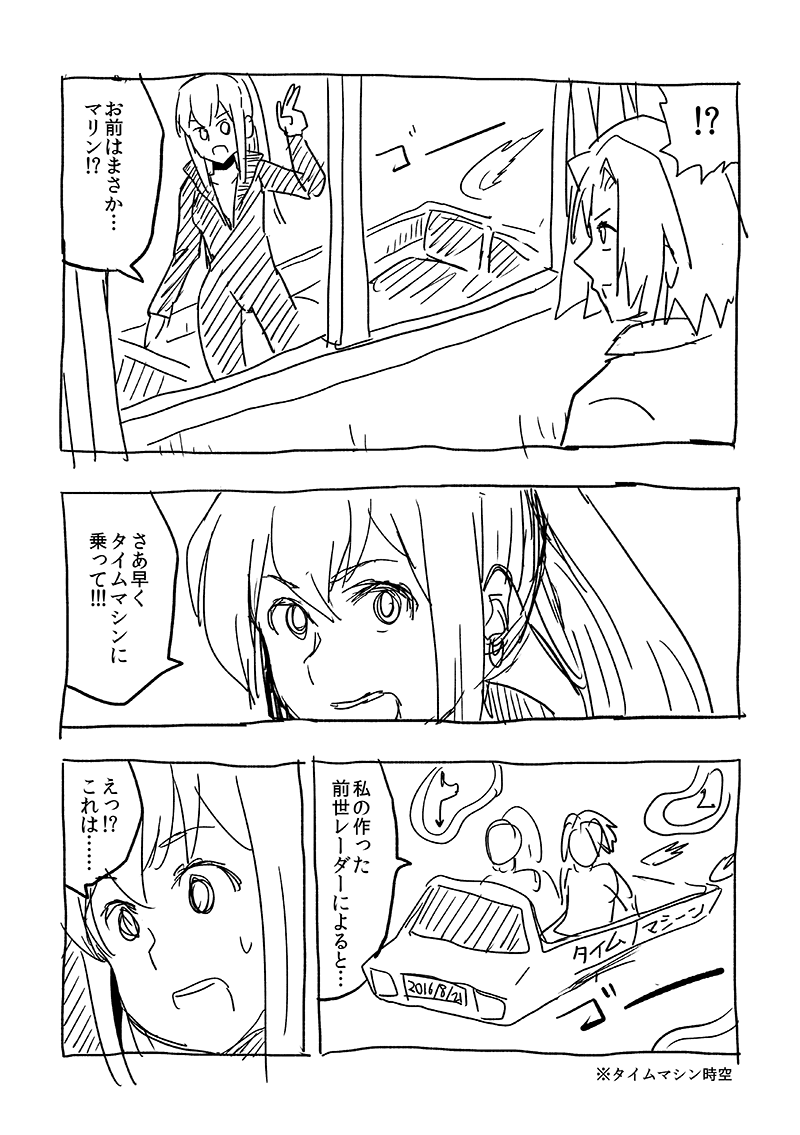 !?
ゴー
お前はまさか…
マリン!?
さあ早く
タイムマシンに
乗って!!!
私の作った
前世レーダーによると…
タイム マシーン
2016/8/21
ゴー
※タイムマシン時空
えっ!?
これは……